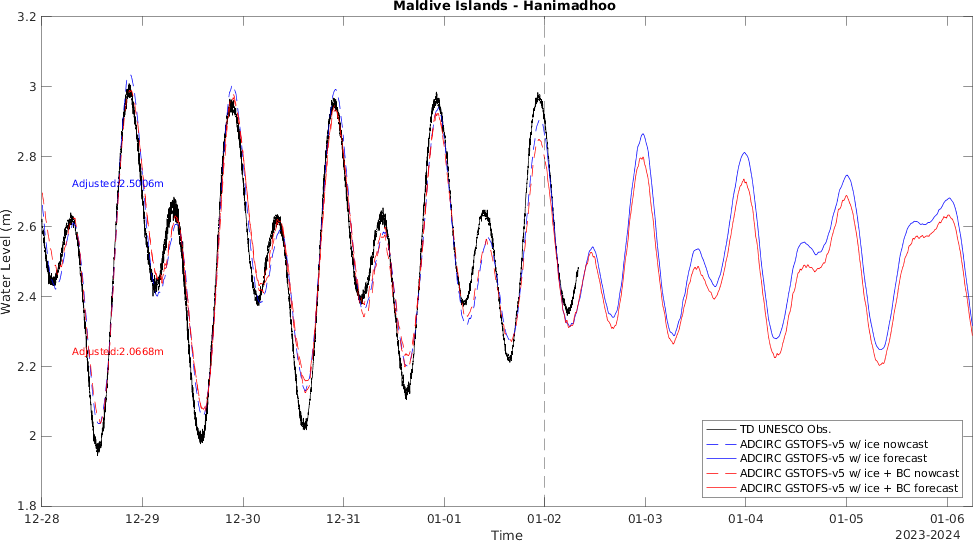 Maldive Islands - Hanimadhoo
3.2
3
2.8
2.6
2.4
2.2
2
1.8
Water Level (m)
Adjusted:2.5006m
Adjusted:2.0668m
TD UNESCO Obs.
ADCIRC GSTOFS-v5 w/ ice nowcast
ADCIRC GSTOFS-v5 w/ ice forecast
ADCIRC GSTOFS-v5 w/ ice + BC nowcast
ADCIRC GSTOFS-v5 w/ ice + BC forecast
12-28 12-29 12-30 12-31 01-01 01-02 01-03 01-04 01-05 01-06
Time
2023-2024